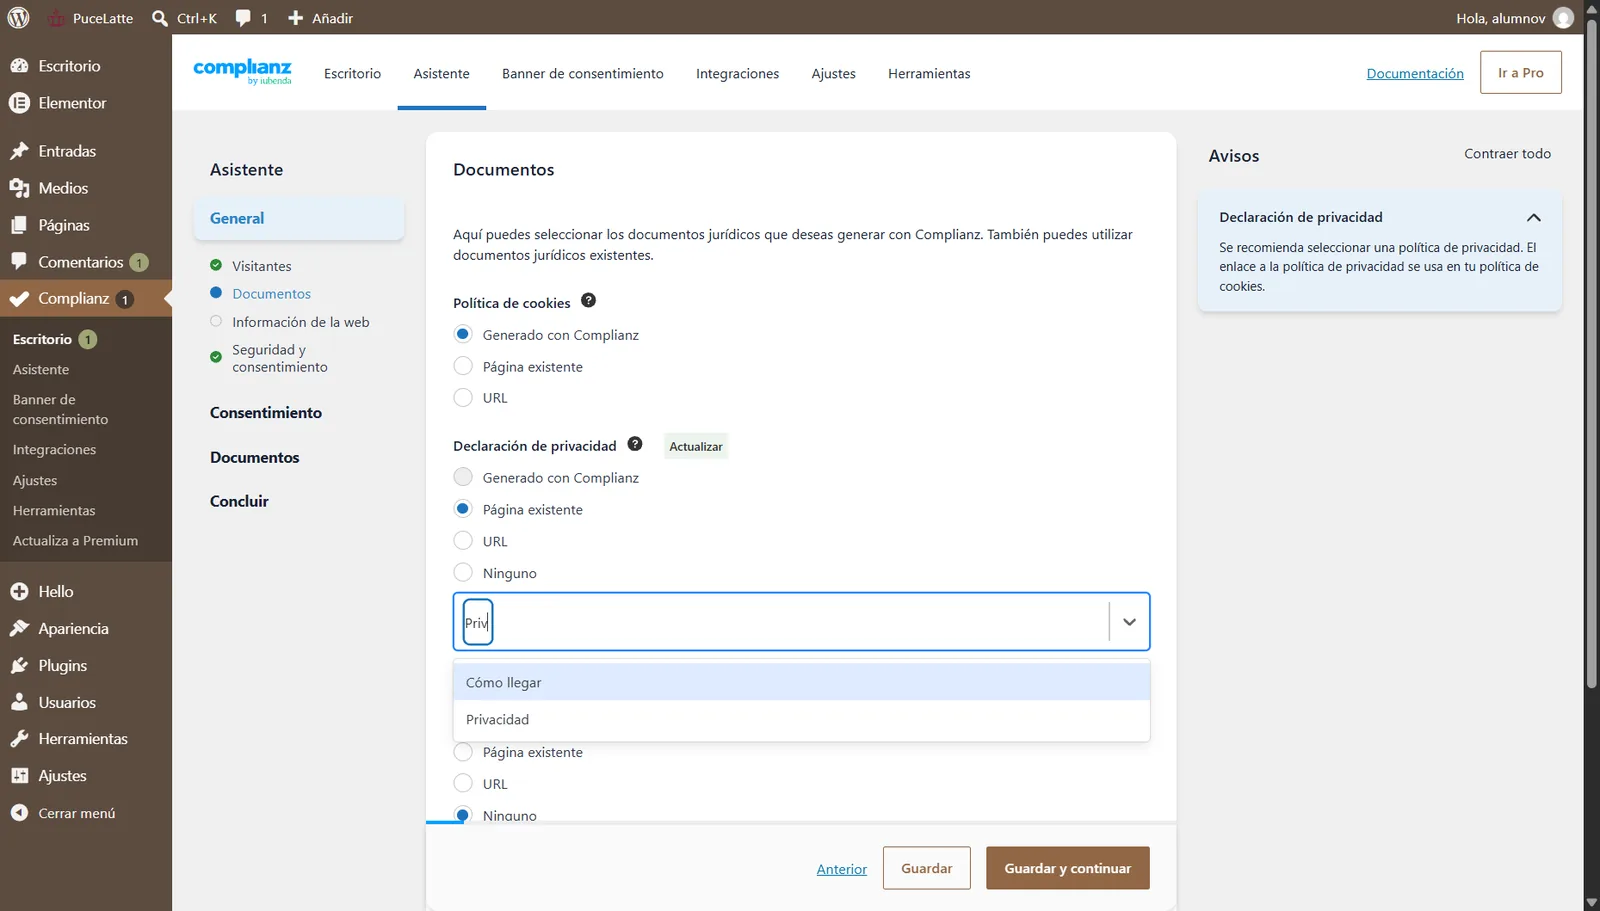 PuceLatte
Ctrl+K
1
Añadir
Hola, alumnov
Escritorio
Elementor
Entradas
Medios
Páginas
Comentarios 1
Complianz 1
Escritorio 1
Asistente
Banner de
consentimiento
Integraciones
Ajustes
Herramientas
Actualiza a Premium
Hello
Apariencia
Plugins
Usuarios
Herramientas
Ajustes
Cerrar menú
complianz
by iubenda
Escritorio
Asistente
Banner de consentimiento
Integraciones
Ajustes
Herramientas
Documentación
Ir a Pro
Asistente
General
Visitantes
Documentos
Información de la web
Seguridad y
consentimiento
Consentimiento
Documentos
Concluir
Documentos
Aquí puedes seleccionar los documentos jurídicos que deseas generar con Complianz. También puedes utilizar
documentos jurídicos existentes.
Política de cookies ?
Generado con Complianz
Página existente
URL
Declaración de privacidad ? Actualizar
Generado con Complianz
Página existente
URL
Ninguno
Priv
Cómo llegar
Privacidad
Página existente
URL
Ninguno
Anterior
Guardar
Guardar y continuar
Avisos
Contraer todo
Declaración de privacidad
Se recomienda seleccionar una política de privacidad. El
enlace a la política de privacidad se usa en tu política de
cookies.